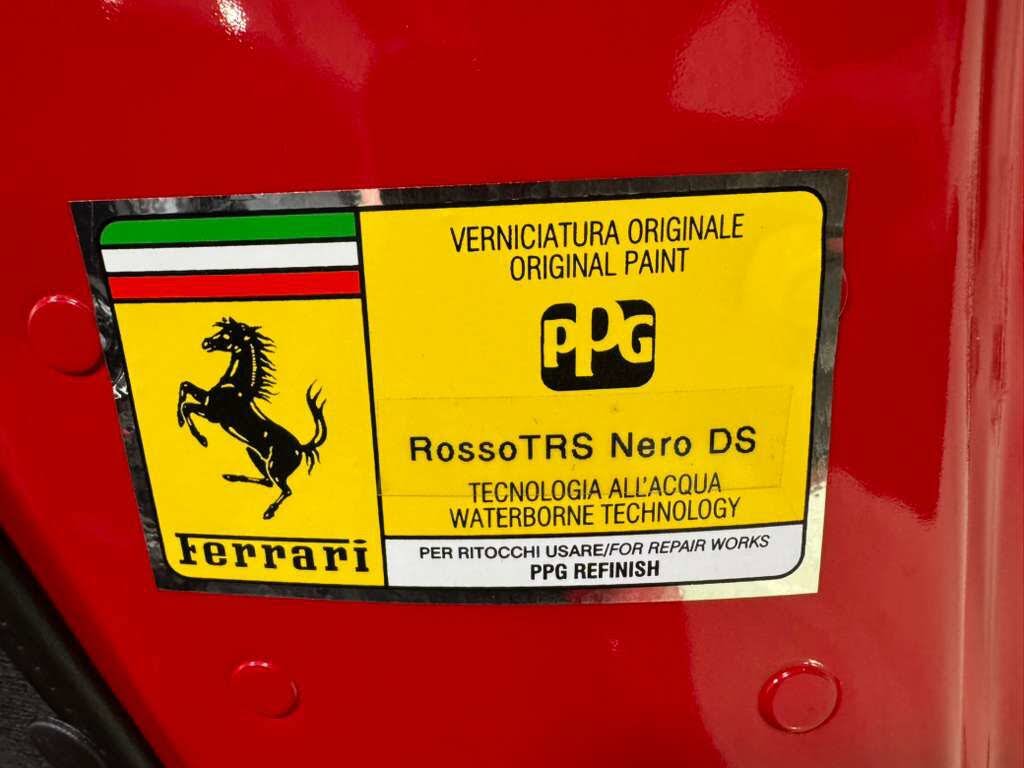 VERNICIATURA ORIGINALE
ORIGINAL PAINT
PPG
RossoTRS Nero DS
TECNOLOGIA ALL'ACQUA
WATERBORNE TECHNOLOGY
Ferrari
PER RITOCCHI USARE/FOR REPAIR WORKS
PPG REFINISH